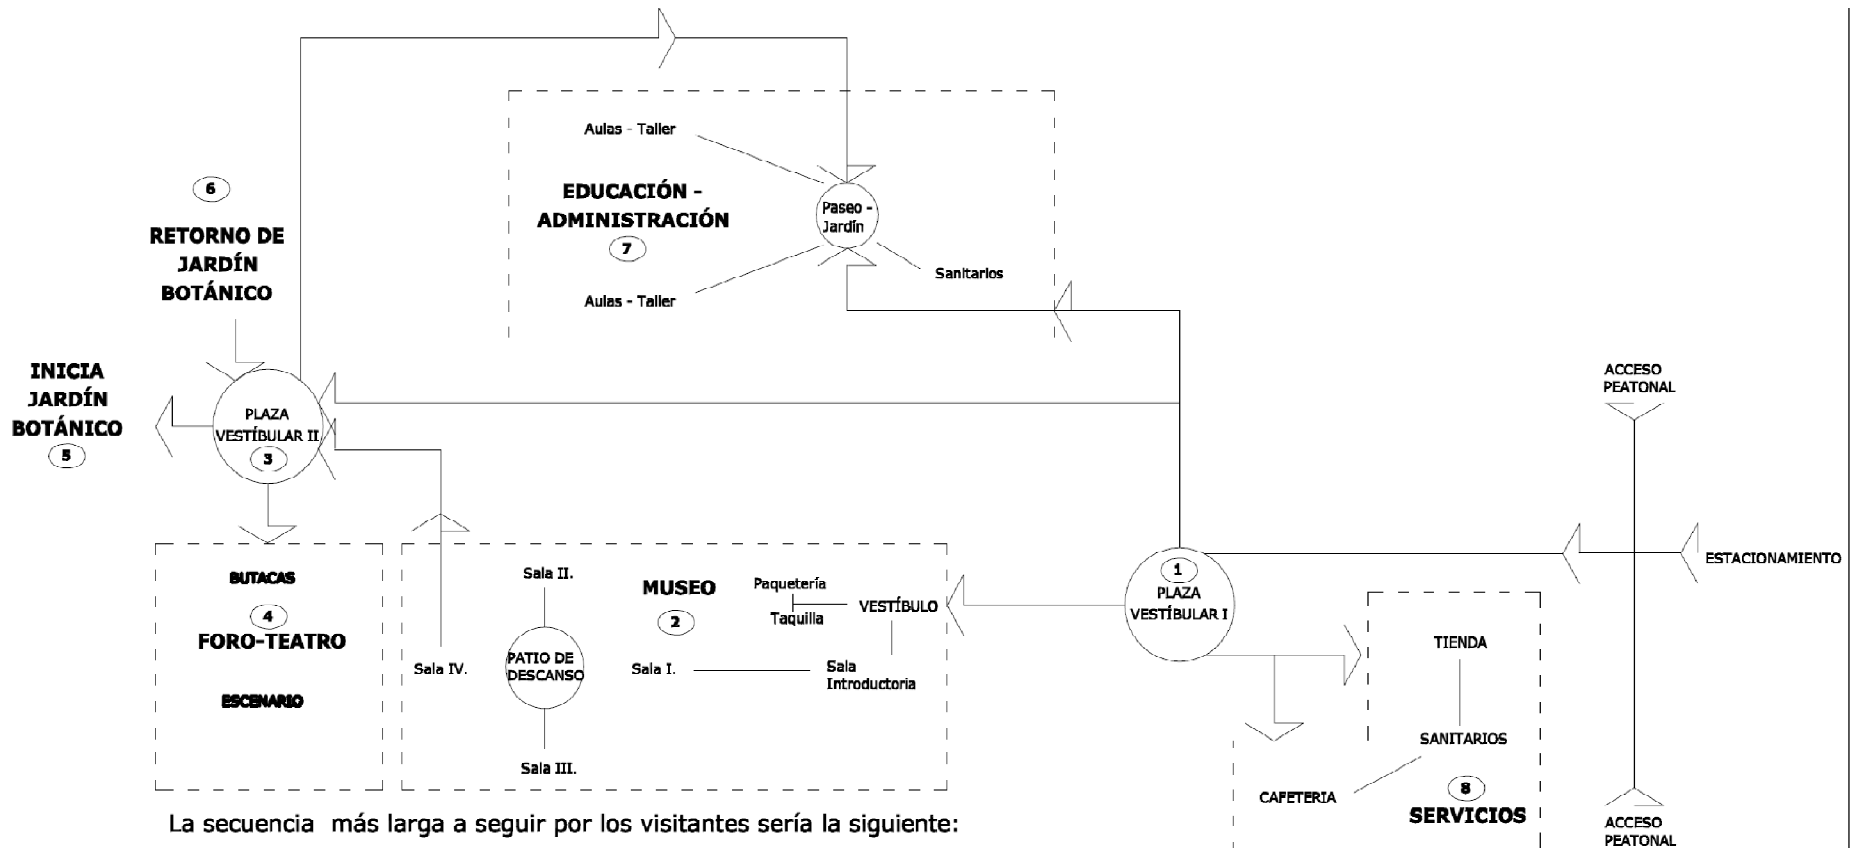 Aulas - Taller
EDUCACIÓN -
ADMINISTRACIÓN
7
Aulas - Taller
Paseo -
Jardín
Sanitarios
6
RETORNO DE
JARDÍN
BOTÁNICO
INICIA
JARDÍN
BOTÁNICO
5
PLAZA
VESTÍBULAR II
3
ACCESO
PEATONAL
ESTACIONAMIENTO
BUTACAS
4
FORO-TEATRO
ESCENARIO
Sala II.
MUSEO
2
Paquetería
Taquilla
VESTÍBULO
Sala IV.
PATIO DE
DESCANSO
Sala I.
Sala
Introductoria
Sala III.
1
PLAZA
VESTÍBULAR I
TIENDA
SANITARIOS
CAFETERIA
8
SERVICIOS
ACCESO
PEATONAL
La secuencia más larga a seguir por los visitantes sería la siguiente: